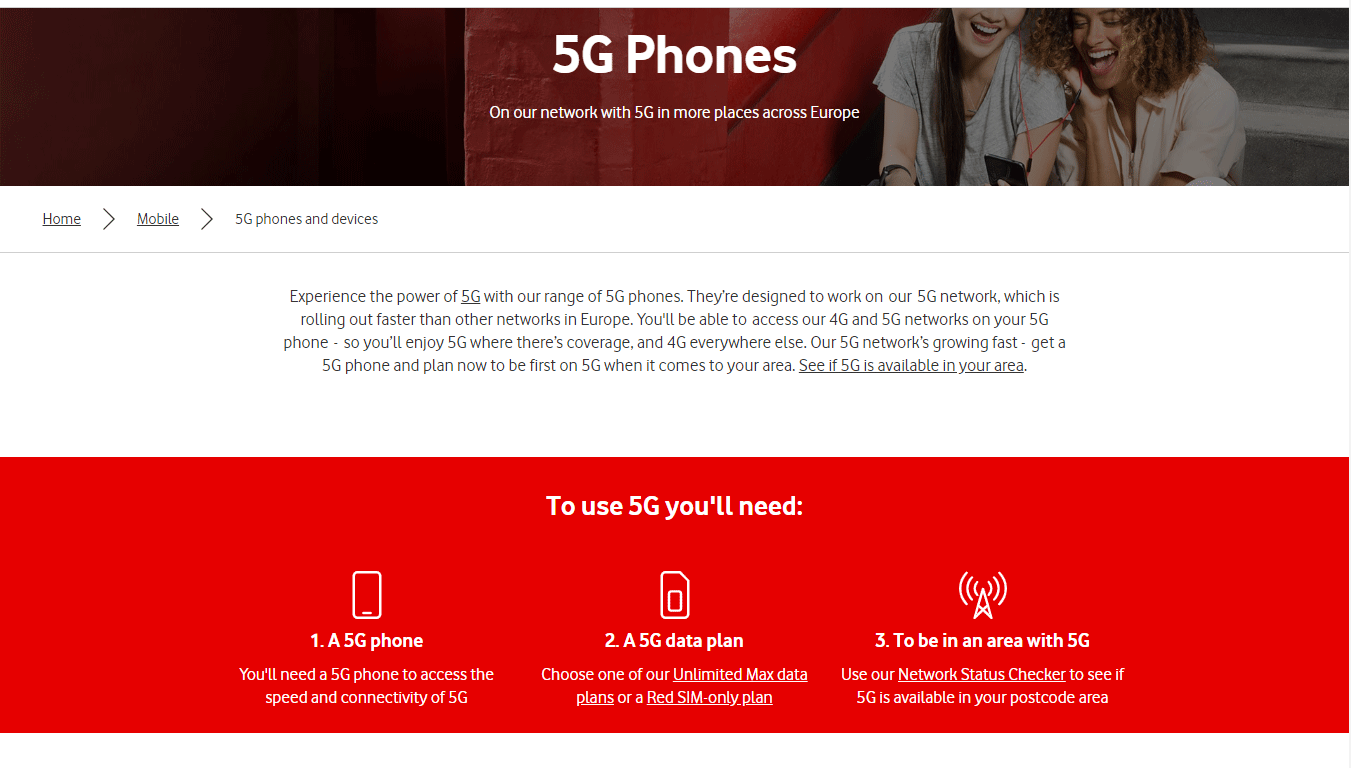 5G Phones
On our network with 5G in more places across Europe
Home
Mobile
5G phones and devices
Experience the power of 5G with our range of 5G phones. They’re designed to work on our 5G network, which is
rolling out faster than other networks in Europe. You'll be able to access our 4G and 5G networks on your 5G
phone - so you’ll enjoy 5G where there’s coverage, and 4G everywhere else. Our 5G network’s growing fast - get a
5G phone and plan now to be first on 5G when it comes to your area. See if 5G is available in your area.
To use 5G you'll need:
1. A 5G phone
You'll need a 5G phone to access the
speed and connectivity of 5G
2. A 5G data plan
Choose one of our Unlimited Max data
plans or a Red SIM-only plan
3. To be in an area with 5G
Use our Network Status Checker to see if
5G is available in your postcode area